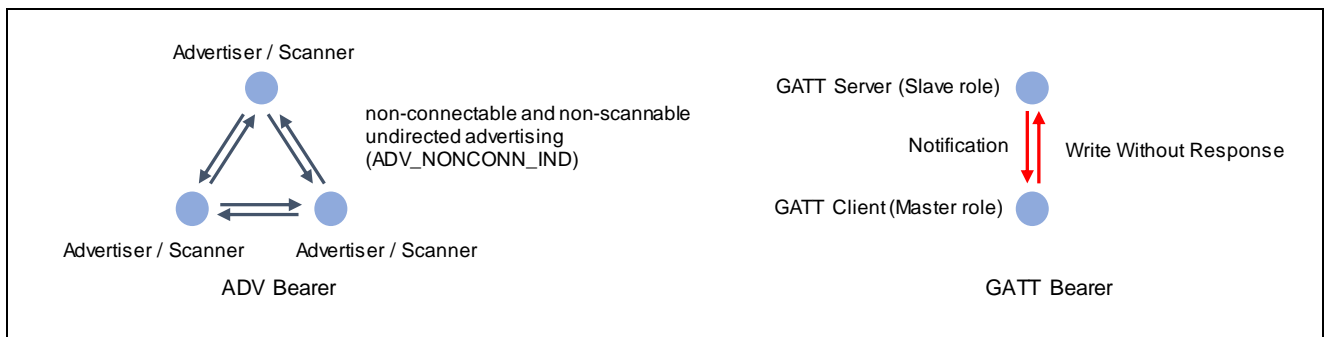 Advertiser / Scanner
non-connectable and non-scannable
undirected advertising
(ADV_NONCONN_IND)
Advertiser / Scanner
Advertiser / Scanner
ADV Bearer
GATT Server (Slave role)
Notification
Write Without Response
GATT Client (Master role)
GATT Bearer